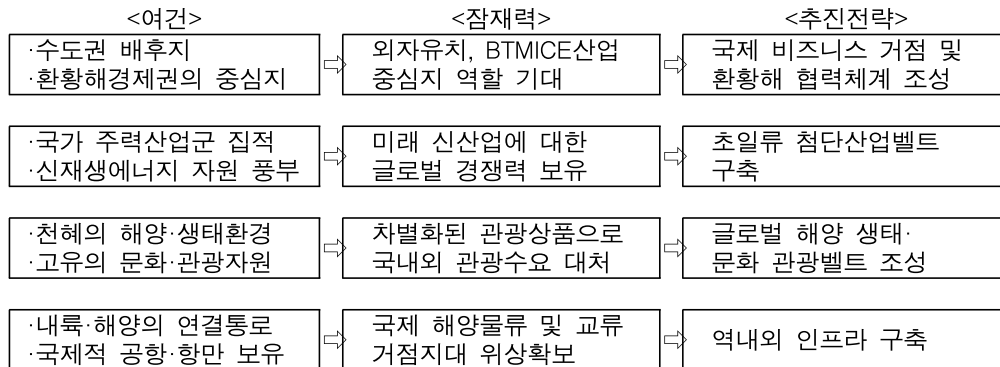 <여건> <잠재력> <추진전략>
·수도권 배후지
·환황해경제권의 중심지
외자유치, BTMICE산업
중심지 역할 기대
국제 비즈니스 거점 및
환황해 협력체계 조성
·국가 주력산업군 집적
·신재생에너지 자원 풍부
미래 신산업에 대한
글로벌 경쟁력 보유
초일류 첨단산업벨트
구축
·천혜의 해양·생태환경
·고유의 문화·관광자원
차별화된 관광상품으로
국내외 관광수요 대처
글로벌 해양 생태·
문화 관광벨트 조성
·내륙·해양의 연결통로
·국제적 공항·항만 보유
국제 해양물류 및 교류
거점지대 위상확보
역내외 인프라 구축